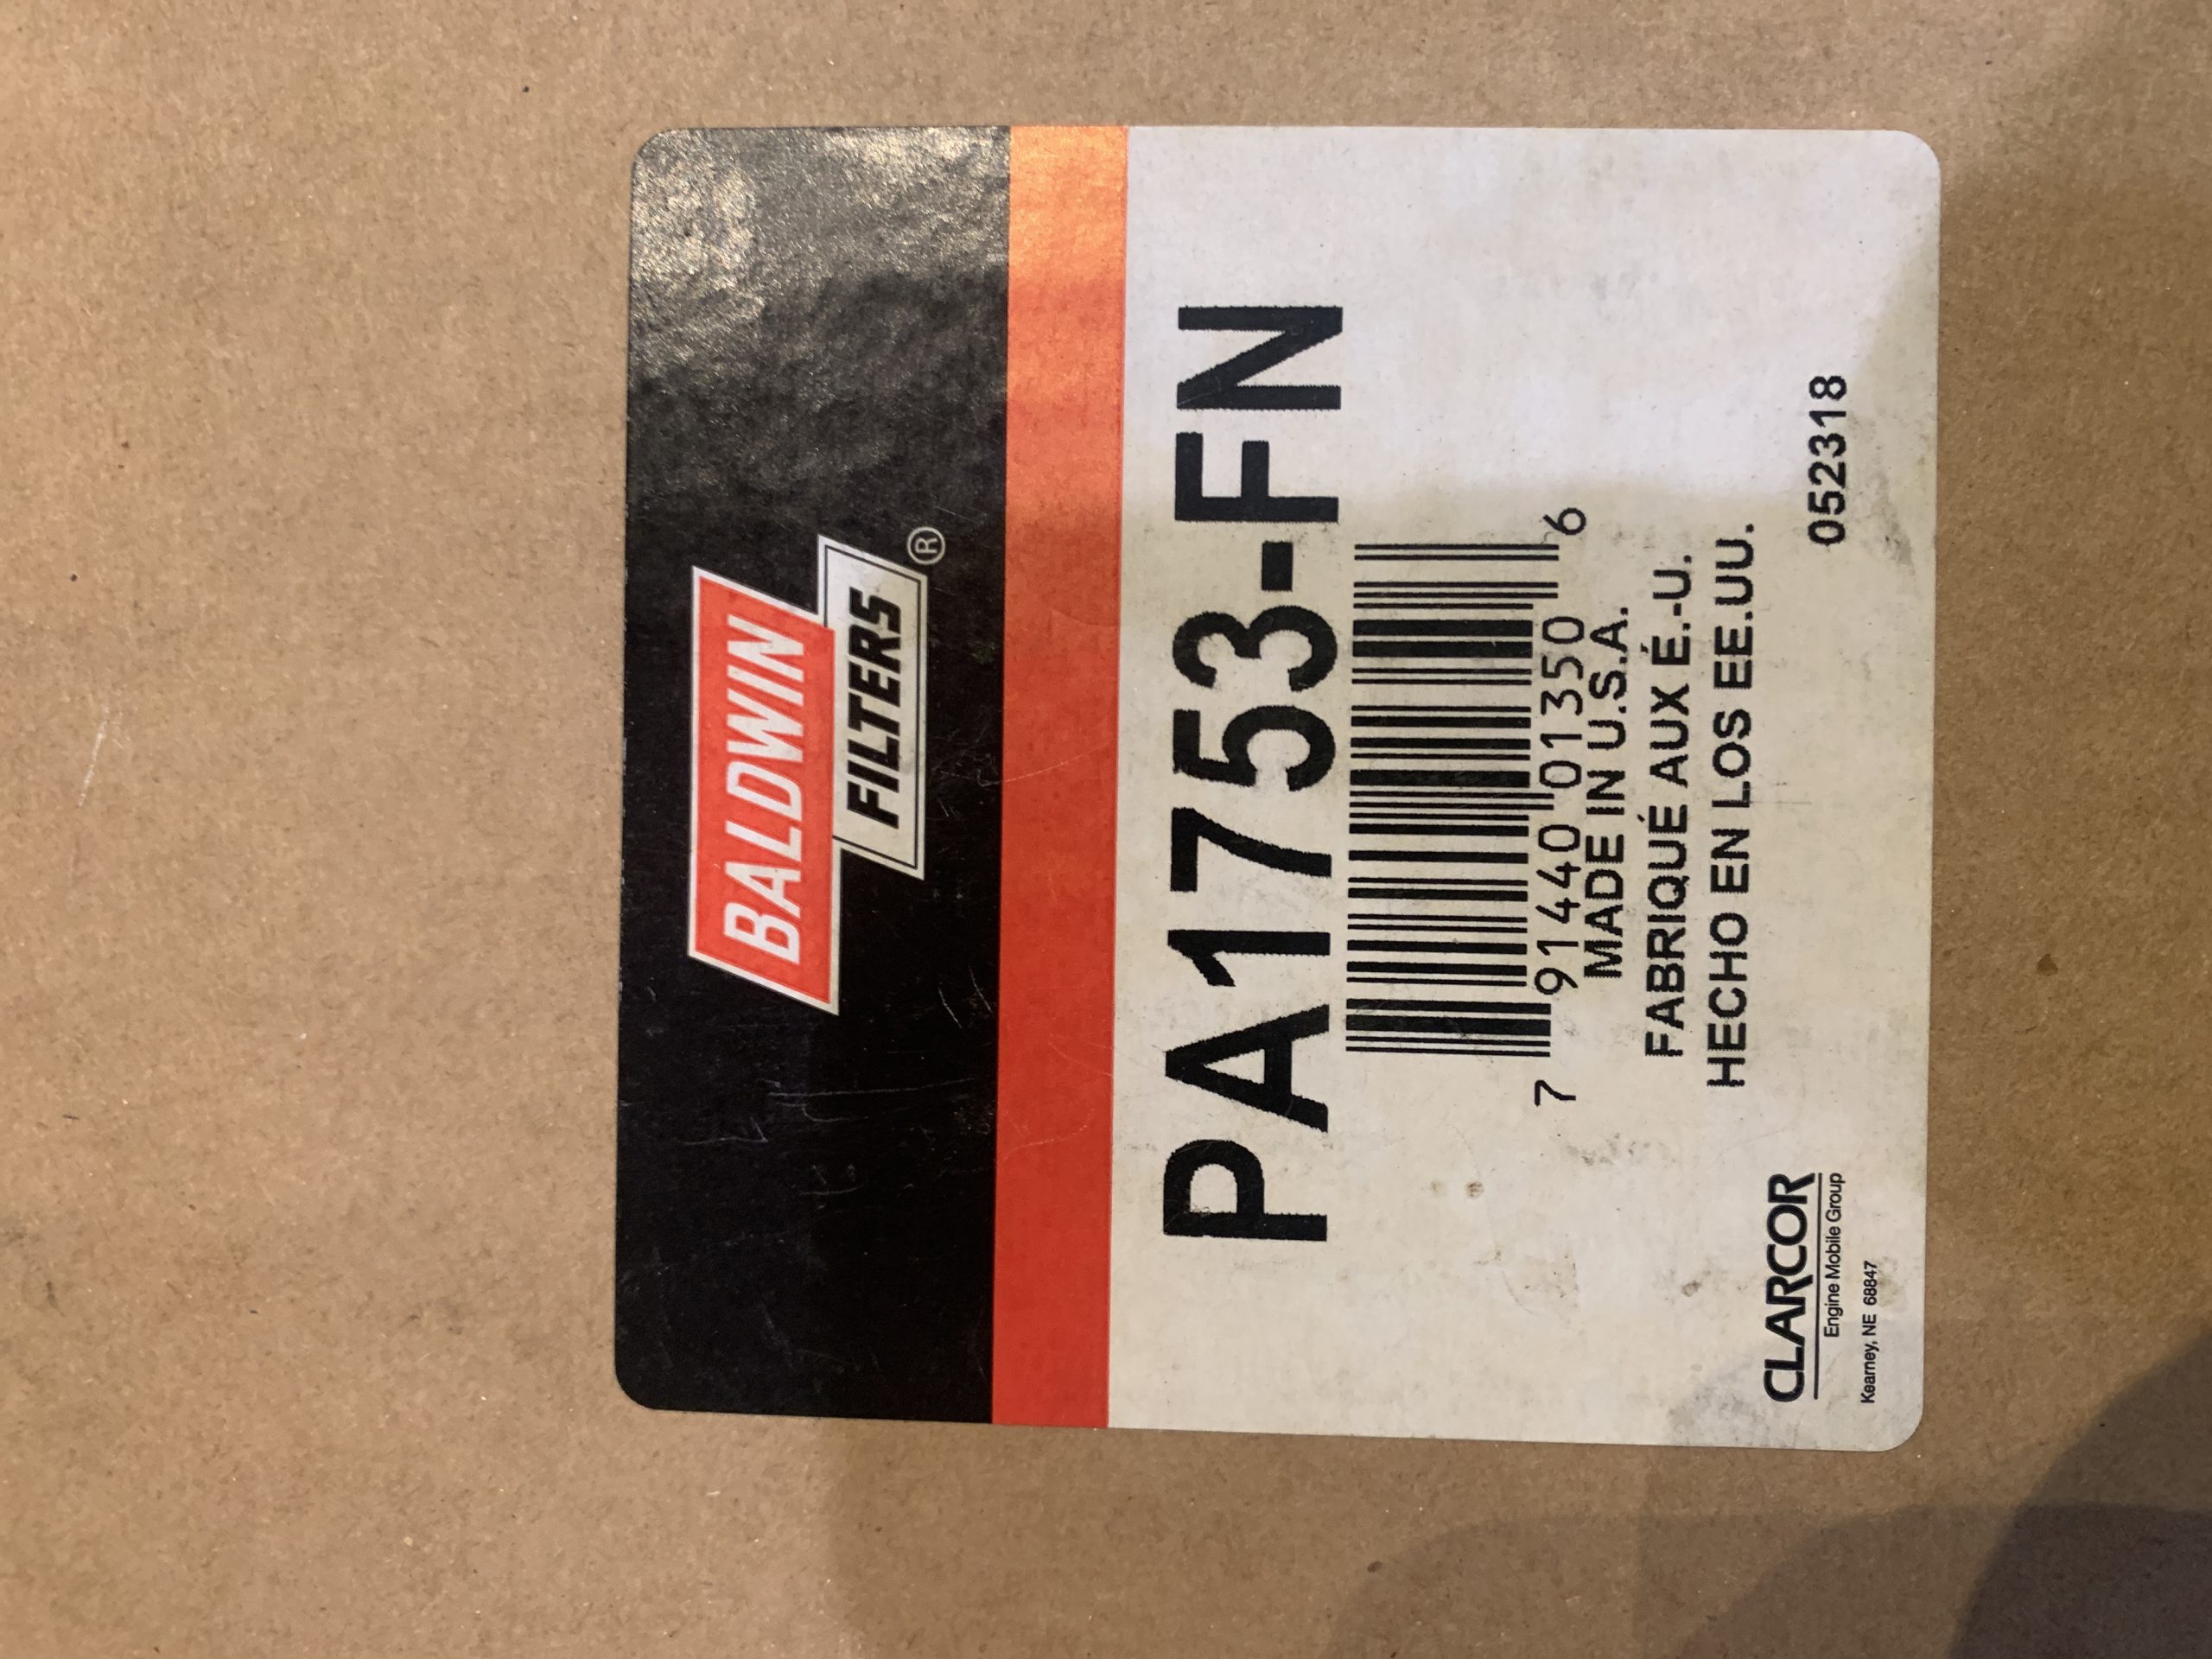 BALDWIN
FILTERS®
PA1753-FN
7 91440 01350 6
MADE IN U.S.A.
FABRIQUÉ AUX É.-U.
HECHO EN LOS EE.UU.
CLARCOR
Engine Mobile Group
Kearney, NE 68847
052318